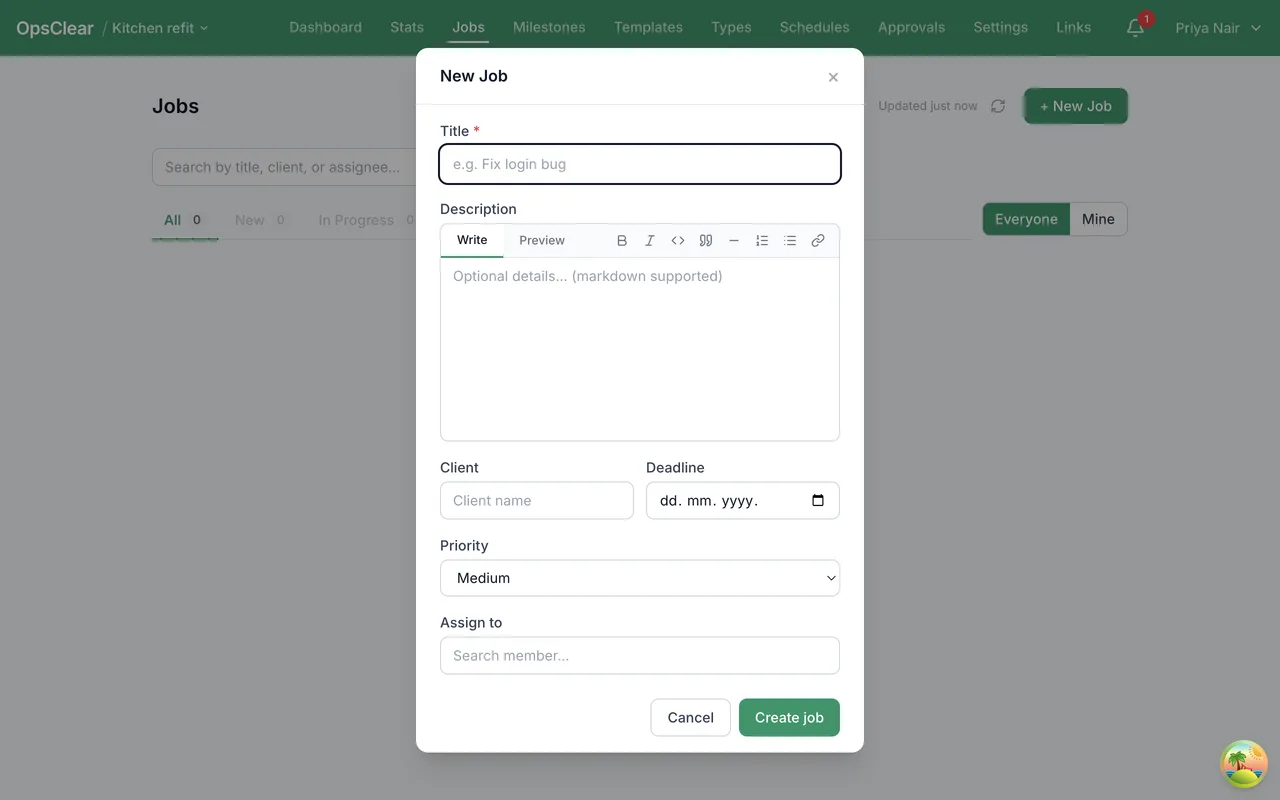 OpsClear / Kitchen refit Dashboard Stats Jobs Milestones Templates Types Schedules Approvals Settings Links 1 Priya Nair
New Job
Jobs
Updated just now + New Job
Title *
e.g. Fix login bug
Search by title, client, or assignee...
Description
All 0 New 0 In Progress 0
Everyone Mine
Write Preview
Optional details... (markdown supported)
Client Deadline
Client name dd. mm. yyyy.
Priority
Medium
Assign to
Search member...
Cancel Create job